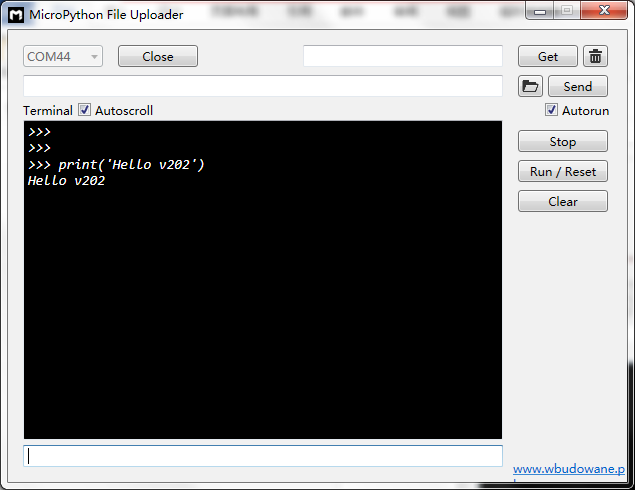 MicroPython File Uploader
COM44
Close
Get
Send
Terminal
Autoscroll
Autorun
>>>
>>>
>>> print('Hello v202')
Hello v202
Stop
Run / Reset
Clear
www.wbudowane.p